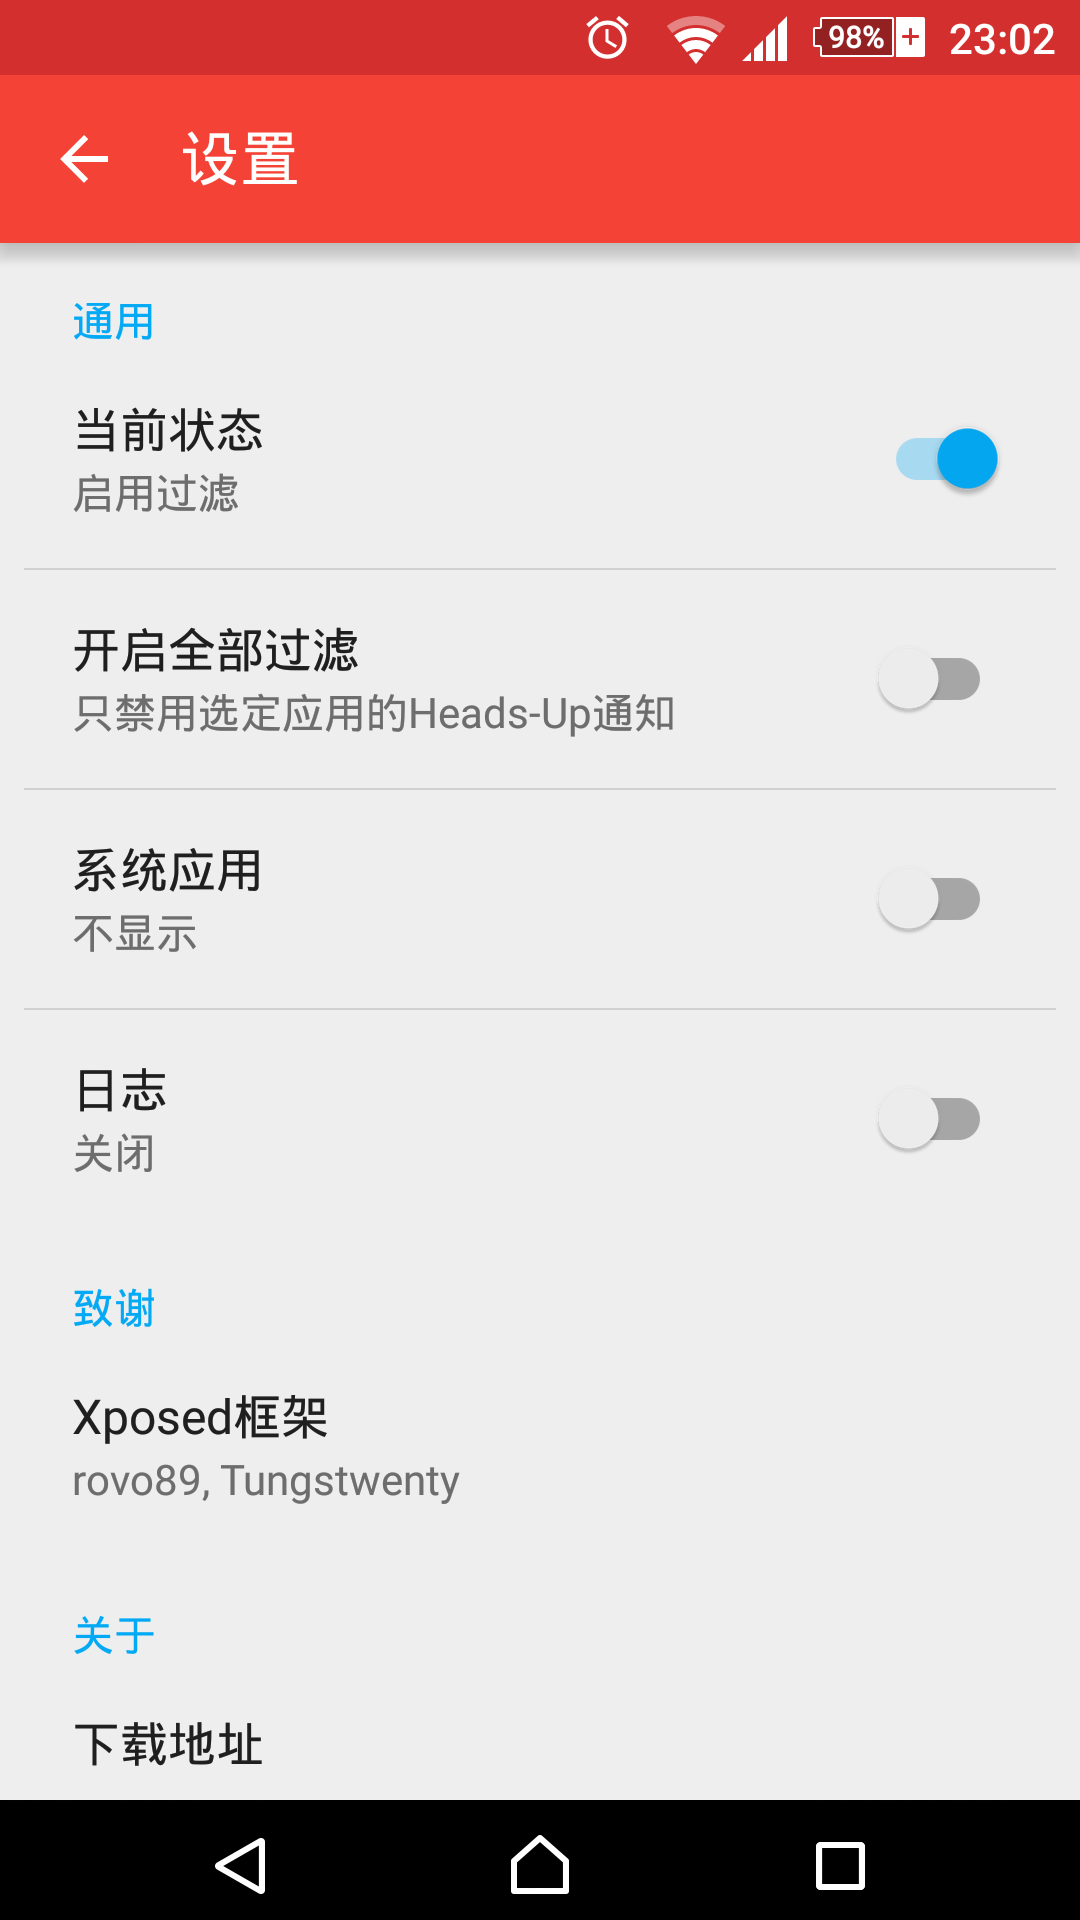 98%
23:02
设置
通用
当前状态
启用过滤
开启全部过滤
只禁用选定应用的Heads-Up通知
系统应用
不显示
日志
关闭
致谢
Xposed框架
rovo89, Tungstwenty
关于
下载地址